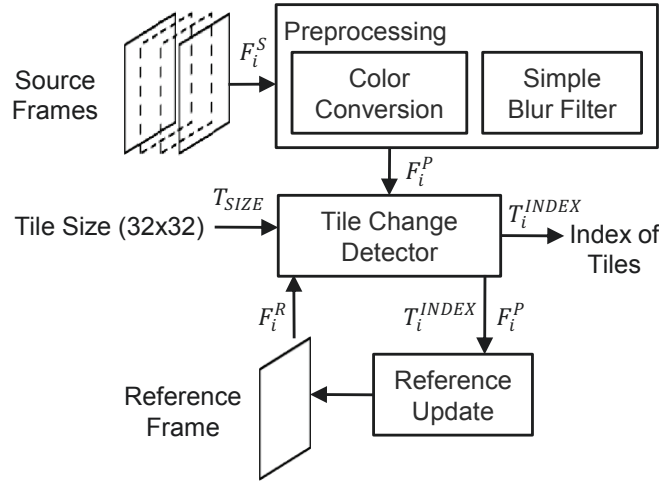 Preprocessing
F_i^S
Source
Frames
Color
Conversion
Simple
Blur Filter
F_i^P
T_SIZE
Tile Size (32x32)
Tile Change
Detector
T_i^INDEX
Index of
Tiles
F_i^R
T_i^INDEX F_i^P
Reference
Frame
Reference
Update